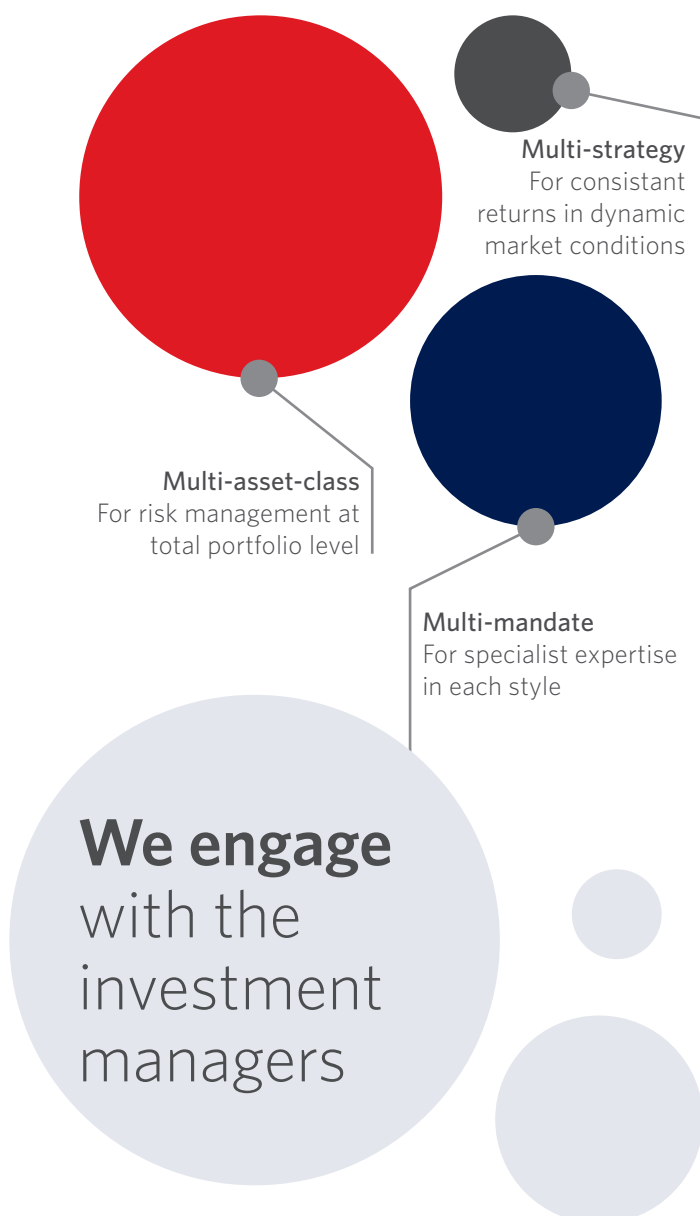 Multi-strategy
For consistant
returns in dynamic
market conditions
Multi-asset-class
For risk management at
total portfolio level
Multi-mandate
For specialist expertise
in each style
We engage
with the
investment
managers